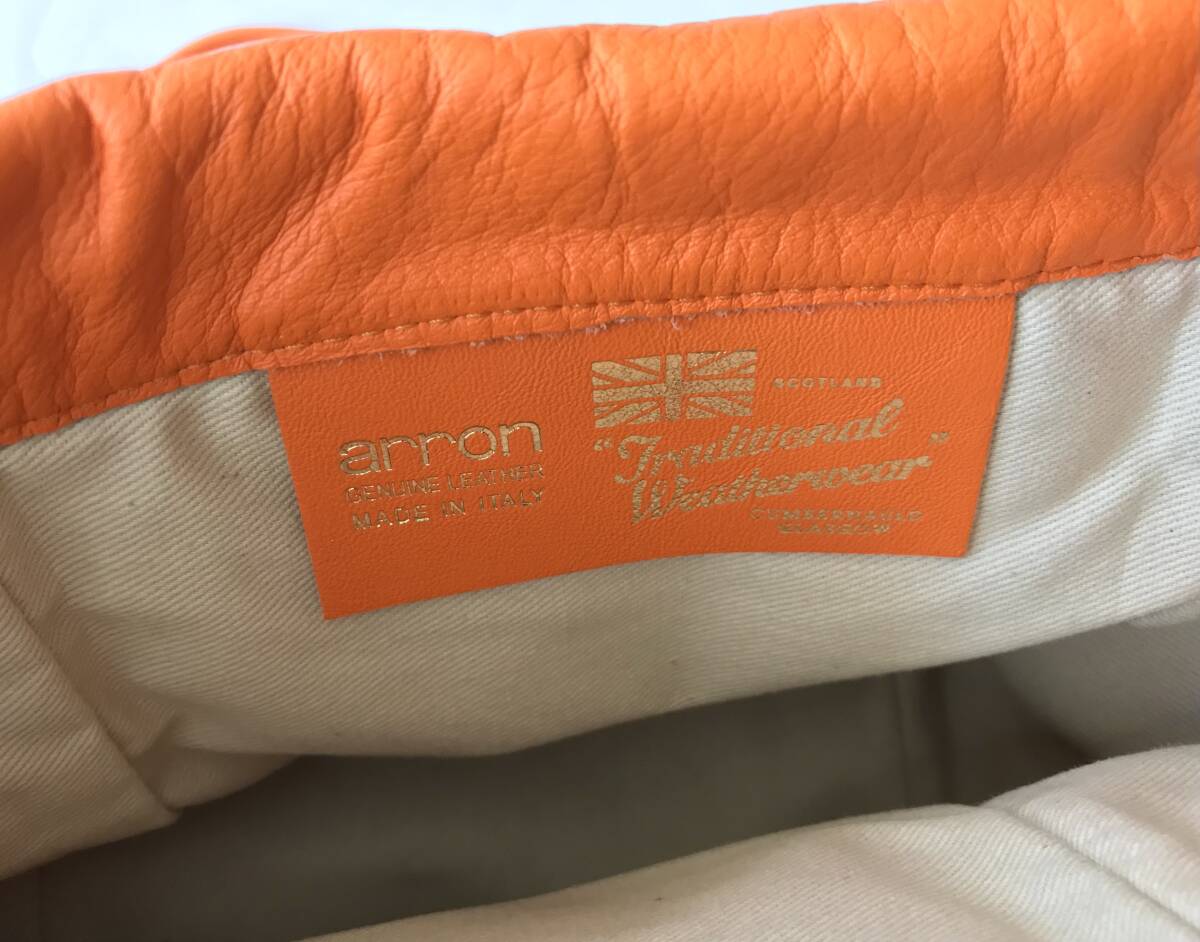 arron
GENUINE LEATHER
MADE IN ITALY
SCOTLAND
"Traditional
Weatherwear"
CUMBERNAULD
GLASGOW